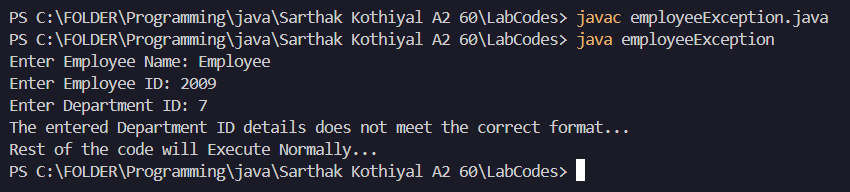 PS C:\FOLDER\Programming\java\Sarthak Kothiyal A2 60\LabCodes> javac employeeException.java
PS C:\FOLDER\Programming\java\Sarthak Kothiyal A2 60\LabCodes> java employeeException
Enter Employee Name: Employee
Enter Employee ID: 2009
Enter Department ID: 7
The entered Department ID details does not meet the correct format...
Rest of the code will Execute Normally...
PS C:\FOLDER\Programming\java\Sarthak Kothiyal A2 60\LabCodes>